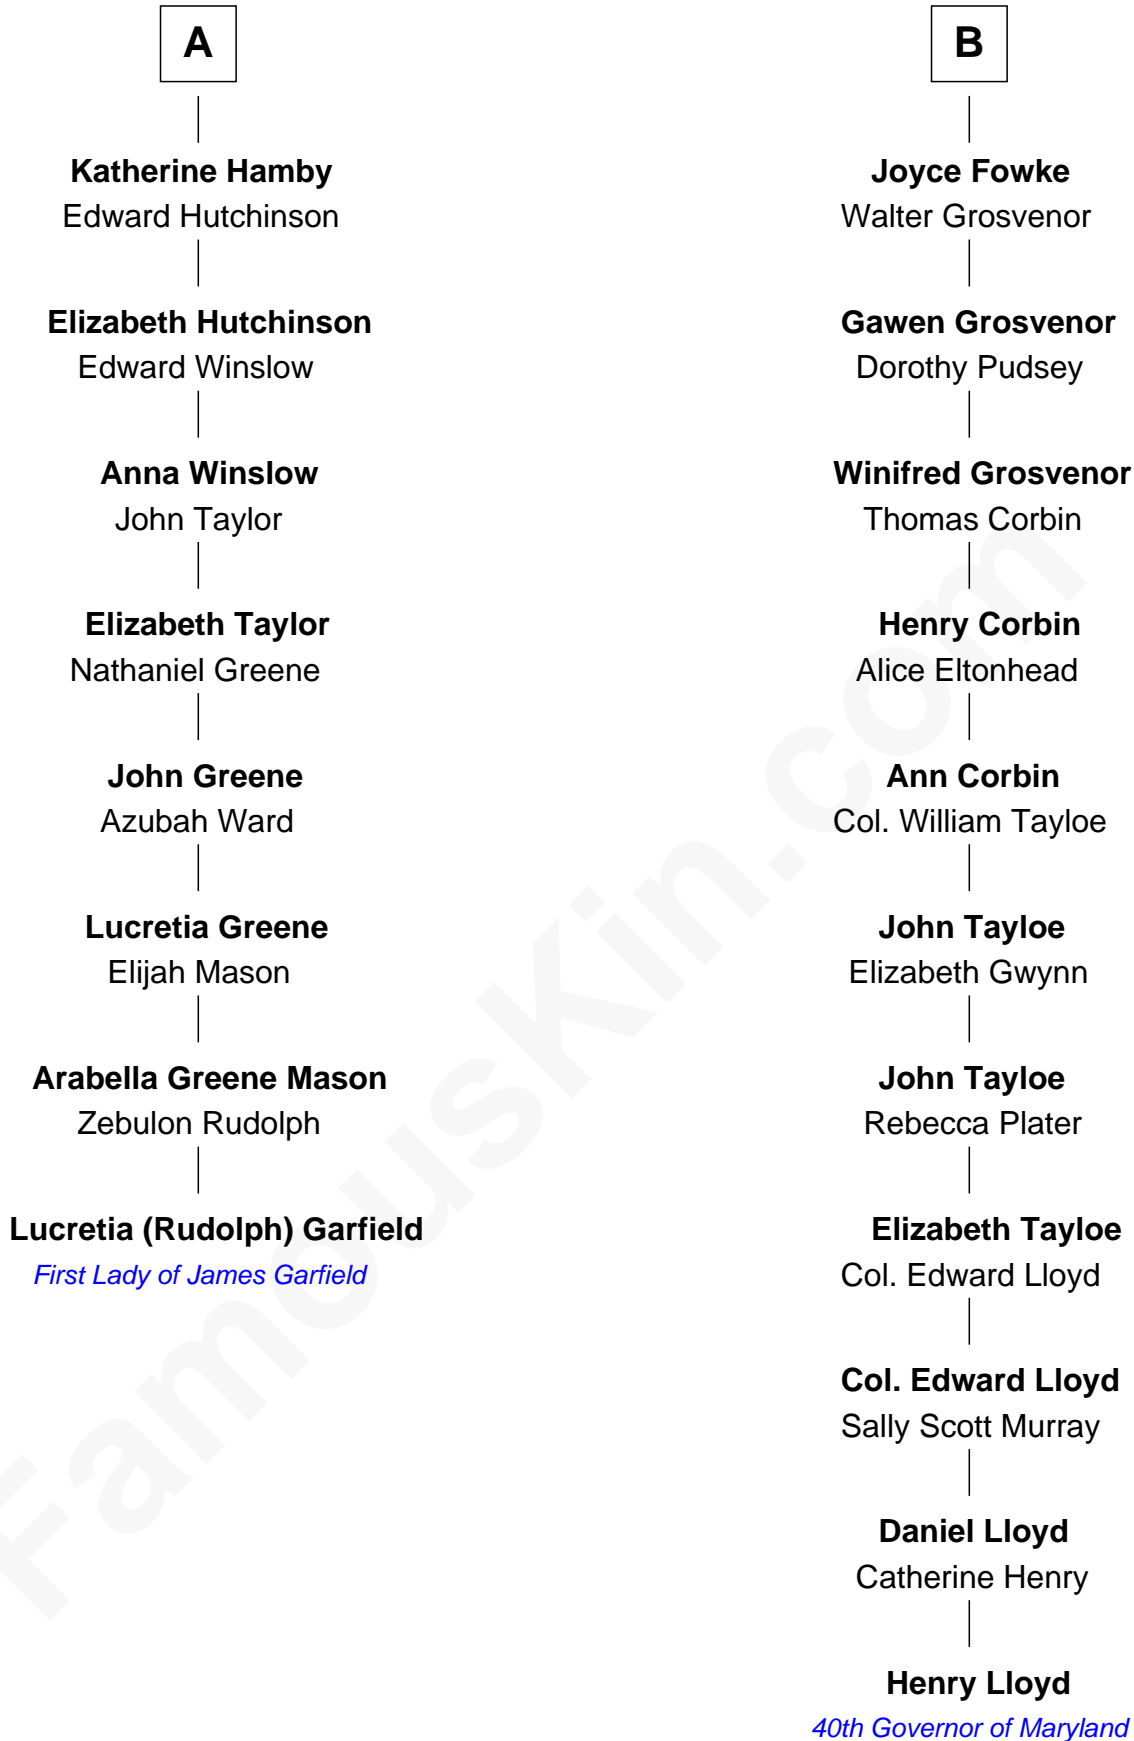 A
Katherine Hamby
Edward Hutchinson
Elizabeth Hutchinson
Edward Winslow
Anna Winslow
John Taylor
Elizabeth Taylor
Nathaniel Greene
John Greene
Azubah Ward
Lucretia Greene
Elijah Mason
Arabella Greene Mason
Zebulon Rudolph
Lucretia (Rudolph) Garfield
First Lady of James Garfield
B
Joyce Fowke
Walter Grosvenor
Gawen Grosvenor
Dorothy Pudsey
Winifred Grosvenor
Thomas Corbin
Henry Corbin
Alice Eltonhead
Ann Corbin
Col. William Tayloe
John Tayloe
Elizabeth Gwynn
John Tayloe
Rebecca Plater
Elizabeth Tayloe
Col. Edward Lloyd
Col. Edward Lloyd
Sally Scott Murray
Daniel Lloyd
Catherine Henry
Henry Lloyd
40th Governor of Maryland
FamousKin.com